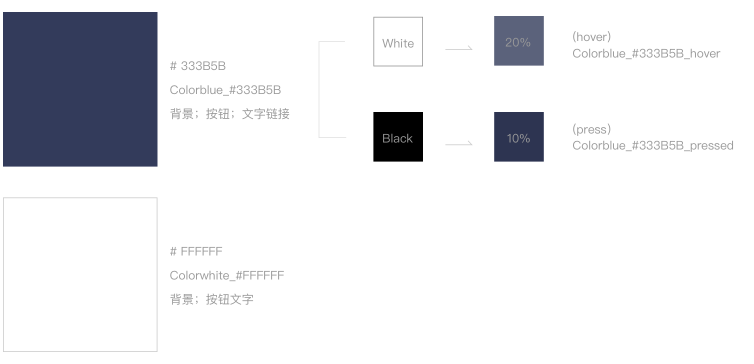 # 333B5B
Colorblue_#333B5B
背景；按钮；文字链接
White
20%
(hover)
Colorblue_#333B5B_hover
Black
10%
(press)
Colorblue_#333B5B_pressed
# FFFFFF
Colorwhite_#FFFFFF
背景；按钮文字